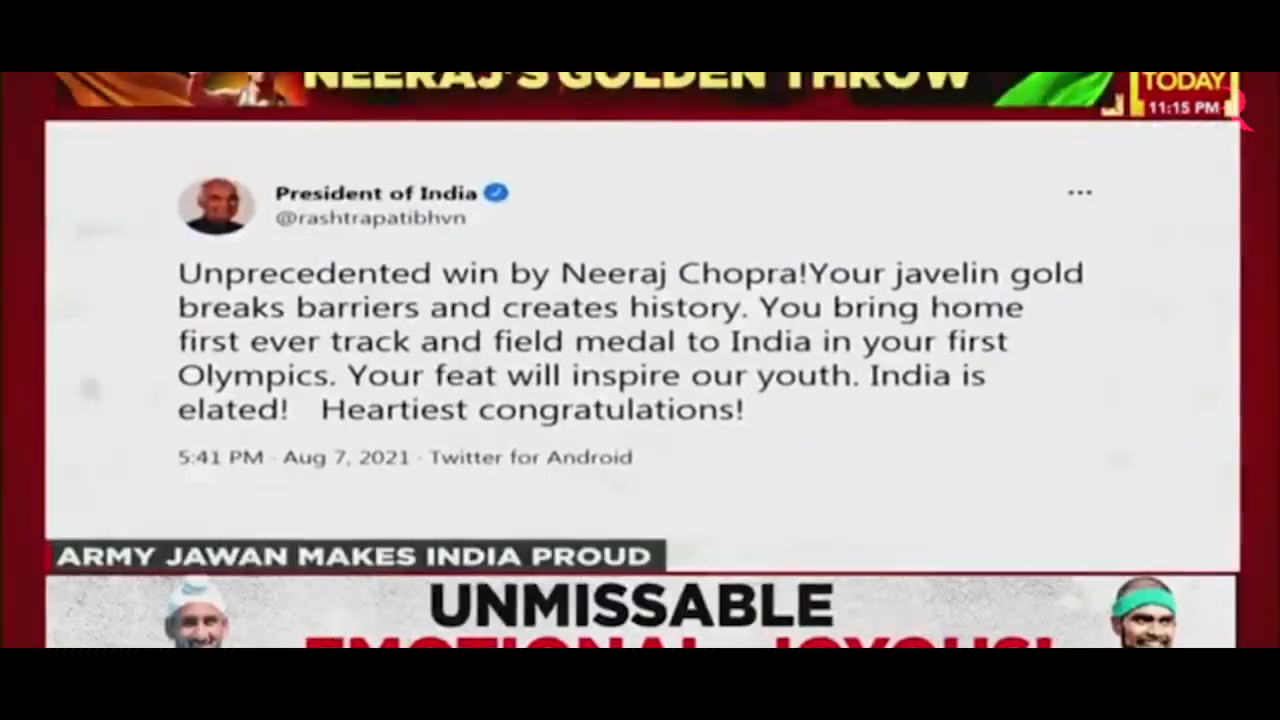 NEERAJ'S GOLDEN THROW
TODAY
11:15 PM
President of India
@rashtrapatibhvn
Unprecedented win by Neeraj Chopra!Your javelin gold
breaks barriers and creates history. You bring home
first ever track and field medal to India in your first
Olympics. Your feat will inspire our youth. India is
elated! Heartiest congratulations!
5:41 PM · Aug 7, 2021 · Twitter for Android
ARMY JAWAN MAKES INDIA PROUD
UNMISSABLE
EMOTIONAL, JOYOUS!